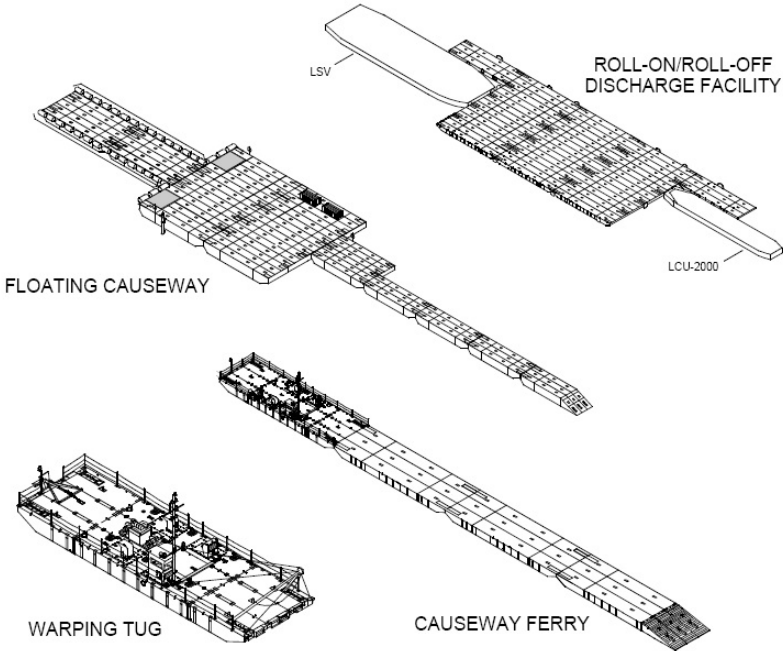 LSV
ROLL-ON/ROLL-OFF
DISCHARGE FACILITY
LCU-2000
FLOATING CAUSEWAY
WARPING TUG
CAUSEWAY FERRY